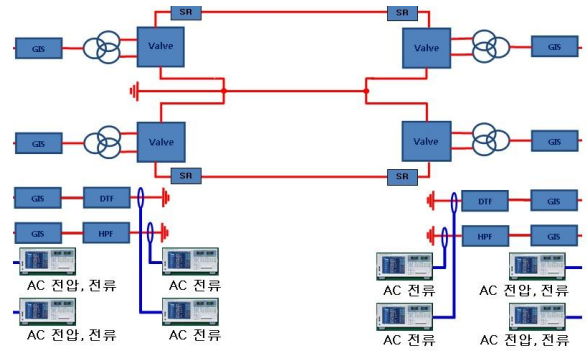 SR SR
GIS Valve Valve GIS
GIS Valve Valve GIS
SR SR
GIS DTF DTF GIS
GIS HPF HPF GIS
AC 전압, 전류 AC 전류 AC 전류 AC 전압, 전류
AC 전압, 전류 AC 전류 AC 전류 AC 전압, 전류